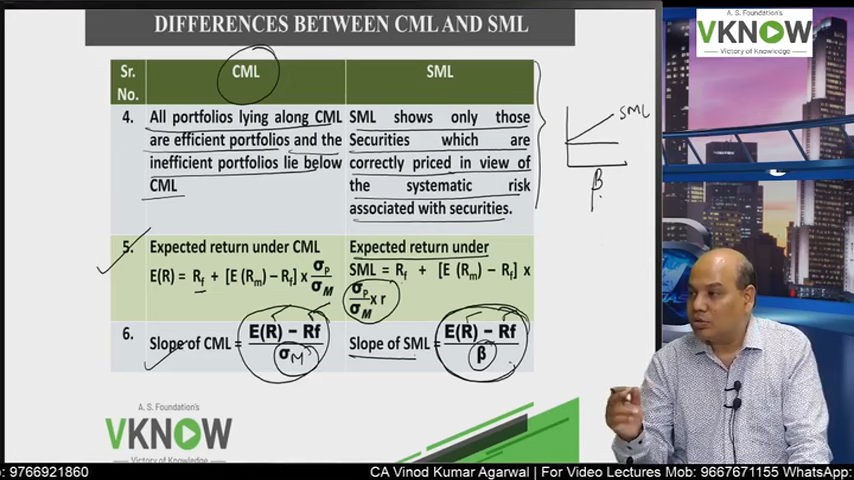 DIFFERENCES BETWEEN CML AND SML
A. S. Foundation's
VKNOW
Victory of Knowledge
Sr. No.
CML
SML
4.
All portfolios lying along CML
are efficient portfolios and the
inefficient portfolios lie below
CML
SML shows only those
Securities which are
correctly priced in view of
the systematic risk
associated with securities.
SML
β
5.
Expected return under CML
E(R) = Rf + [E (Rm) – Rf] x σP/σM
Expected return under
SML = Rf + [E (Rm) – Rf] x
σP/σM x r
6.
Slope of CML = E(R) – Rf / σM
Slope of SML = E(R) – Rf / β
A. S. Foundation's
VKNOW
Victory of Knowledge
: 9766921860
CA Vinod Kumar Agarwal | For Video Lectures Mob: 9667671155 WhatsApp: